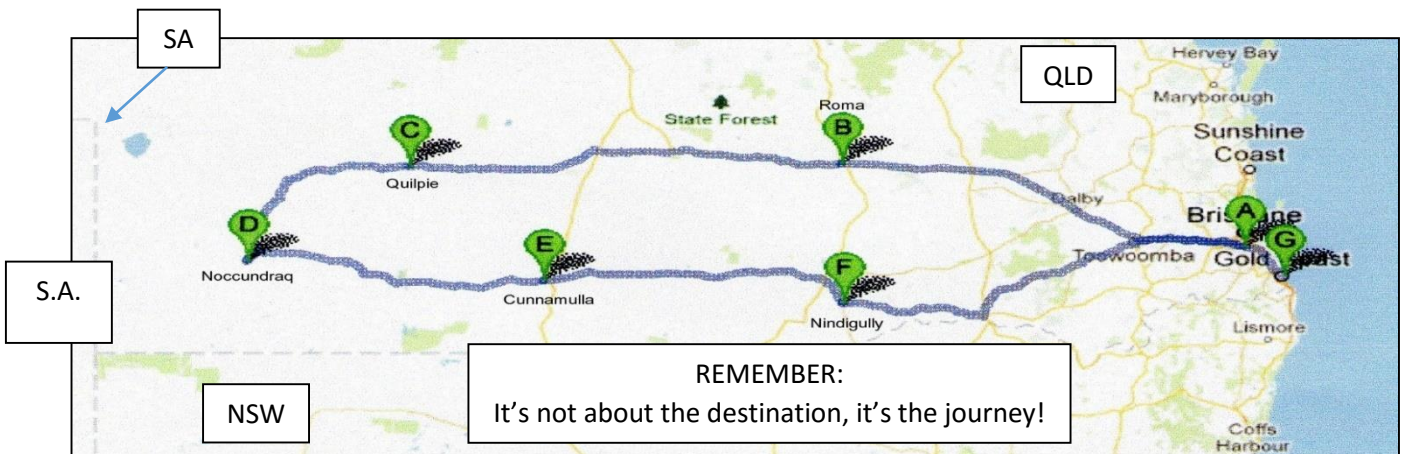 SA
QLD
Hervey Bay
Maryborough
Roma
B
State Forest
Sunshine
Coast
C
Quilpie
Dalby
A
D
E
F
G
Toowoomba
Gold
Noccundraq
Cunnamulla
Nindigully
S.A.
Lismore
NSW
REMEMBER:
It's not about the destination, it's the journey!
Coffs
Harbour